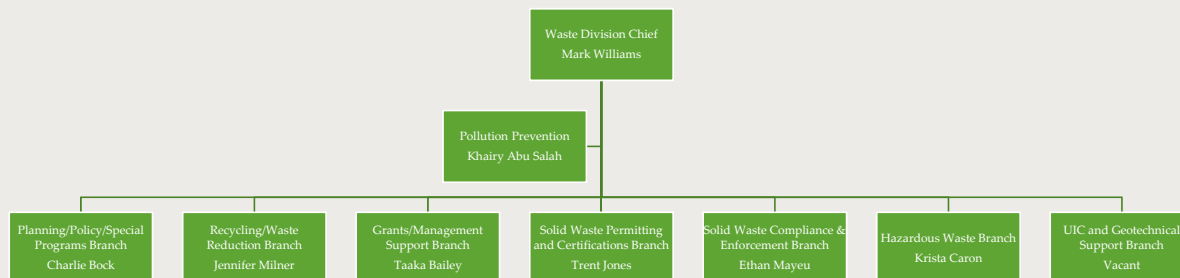 Waste Division Chief
Mark Williams
Pollution Prevention
Khairy Abu Salah
Planning/Policy/Special
Programs Branch
Charlie Bock
Recycling/Waste
Reduction Branch
Jennifer Milner
Grants/Management
Support Branch
Taaka Bailey
Solid Waste Permitting
and Certifications Branch
Trent Jones
Solid Waste Compliance &
Enforcement Branch
Ethan Mayeu
Hazardous Waste Branch
Krista Caron
UIC and Geotechnical
Support Branch
Vacant